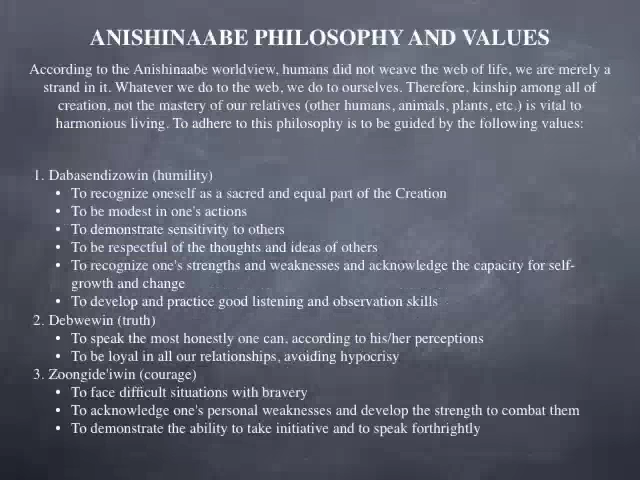 ANISHINAABE PHILOSOPHY AND VALUES
According to the Anishinaabe worldview, humans did not weave the web of life, we are merely a
strand in it. Whatever we do to the web, we do to ourselves. Therefore, kinship among all of
creation, not the mastery of our relatives (other humans, animals, plants, etc.) is vital to
harmonious living. To adhere to this philosophy is to be guided by the following values:
1. Dabasendizowin (humility)
• To recognize oneself as a sacred and equal part of the Creation
• To be modest in one's actions
• To demonstrate sensitivity to others
• To be respectful of the thoughts and ideas of others
• To recognize one's strengths and weaknesses and acknowledge the capacity for self-
growth and change
• To develop and practice good listening and observation skills
2. Debwewin (truth)
• To speak the most honestly one can, according to his/her perceptions
• To be loyal in all our relationships, avoiding hypocrisy
3. Zoongide'iwin (courage)
• To face difficult situations with bravery
• To acknowledge one's personal weaknesses and develop the strength to combat them
• To demonstrate the ability to take initiative and to speak forthrightly